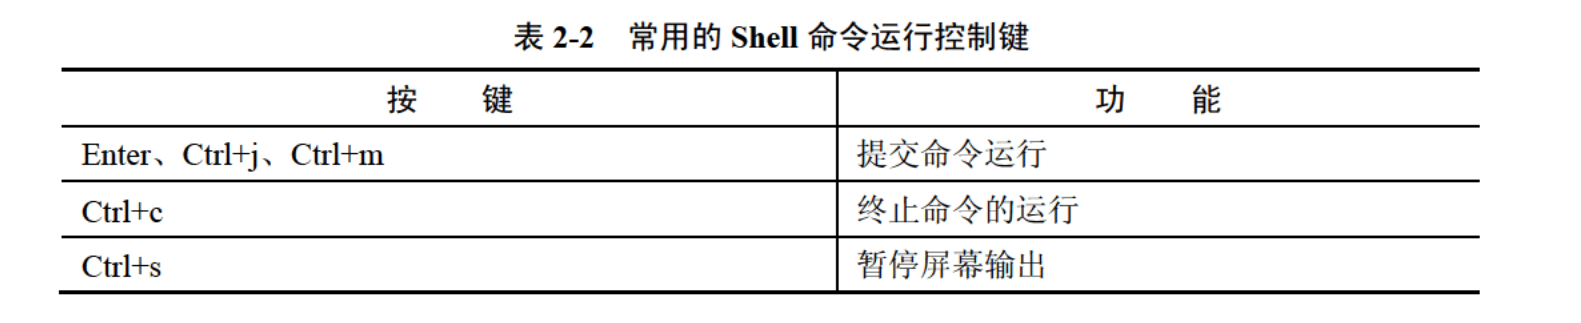 表 2-2 常用的 Shell 命令运行控制键
按 键 功 能
Enter、Ctrl+j、Ctrl+m 提交命令运行
Ctrl+c 终止命令的运行
Ctrl+s 暂停屏幕输出